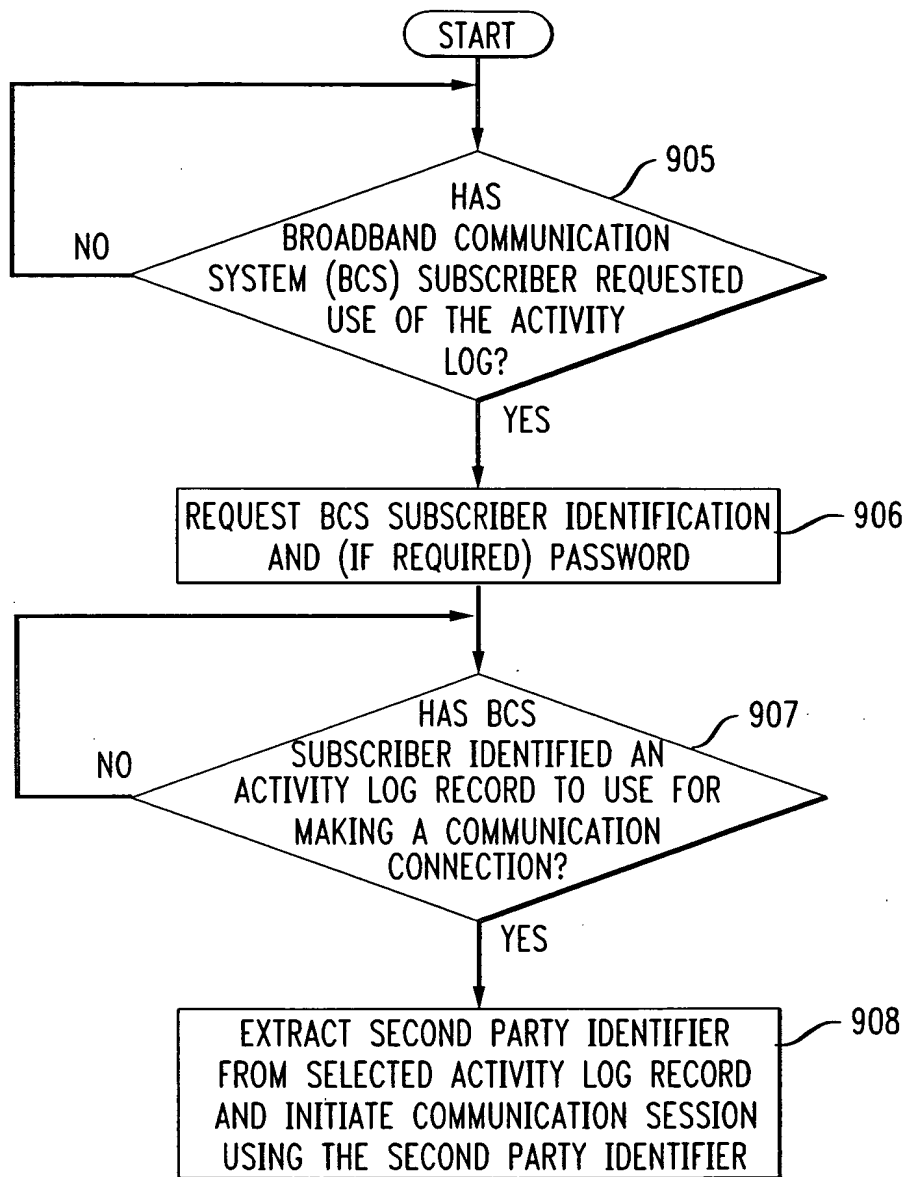 START
905
HAS
BROADBAND COMMUNICATION
SYSTEM (BCS) SUBSCRIBER REQUESTED
USE OF THE ACTIVITY
LOG?
NO
YES
REQUEST BCS SUBSCRIBER IDENTIFICATION
AND (IF REQUIRED) PASSWORD
906
HAS BCS
SUBSCRIBER IDENTIFIED AN
ACTIVITY LOG RECORD TO USE FOR
MAKING A COMMUNICATION
CONNECTION?
907
NO
YES
EXTRACT SECOND PARTY IDENTIFIER
FROM SELECTED ACTIVITY LOG RECORD
AND INITIATE COMMUNICATION SESSION
USING THE SECOND PARTY IDENTIFIER
908